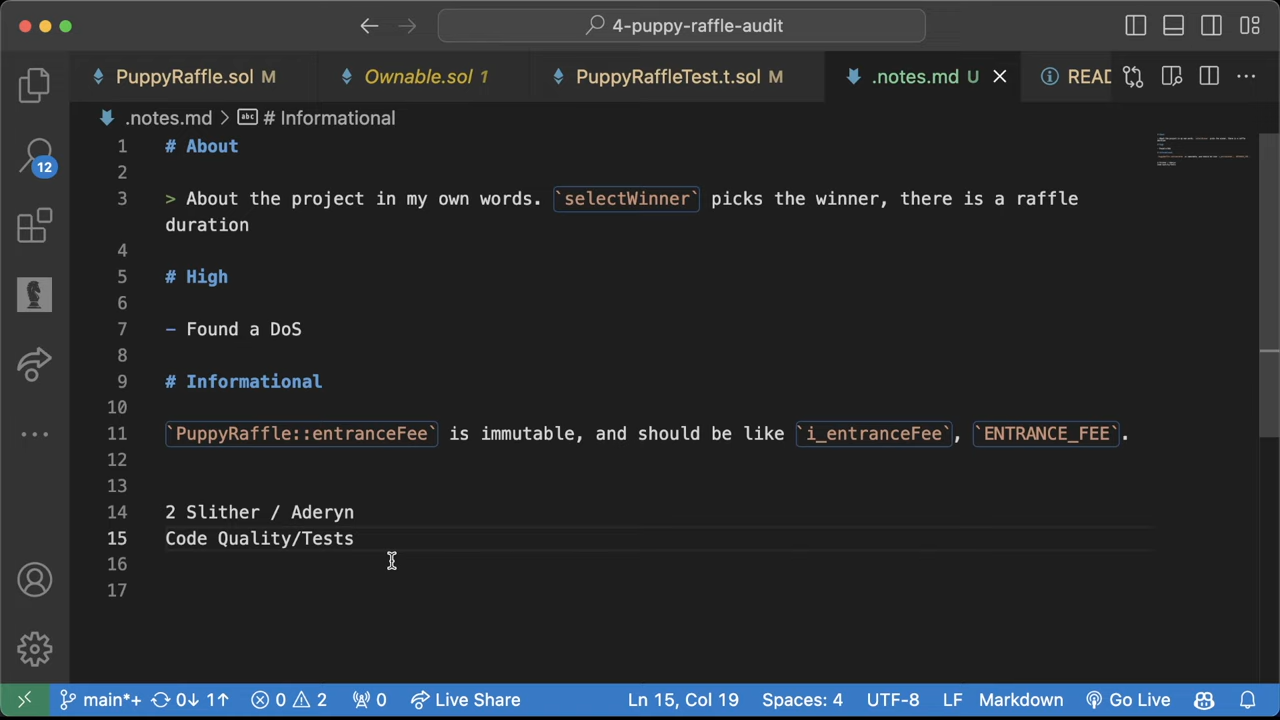 4-puppy-raffle-audit
PuppyRaffle.sol M
Ownable.sol 1
PuppyRaffleTest.t.sol M
.notes.md U
READ
.notes.md > # Informational
12
1 # About
2
3 > About the project in my own words. `selectWinner` picks the winner, there is a raffle
duration
4
5 # High
6
7 - Found a DoS
8
9 # Informational
10
11 `PuppyRaffle::entranceFee` is immutable, and should be like `i_entranceFee`, `ENTRANCE_FEE`.
12
13
14 2 Slither / Aderyn
15 Code Quality/Tests
16
17
main*+ 0↓ 1↑ 0 2 0 Live Share Ln 15, Col 19 Spaces: 4 UTF-8 LF Markdown Go Live